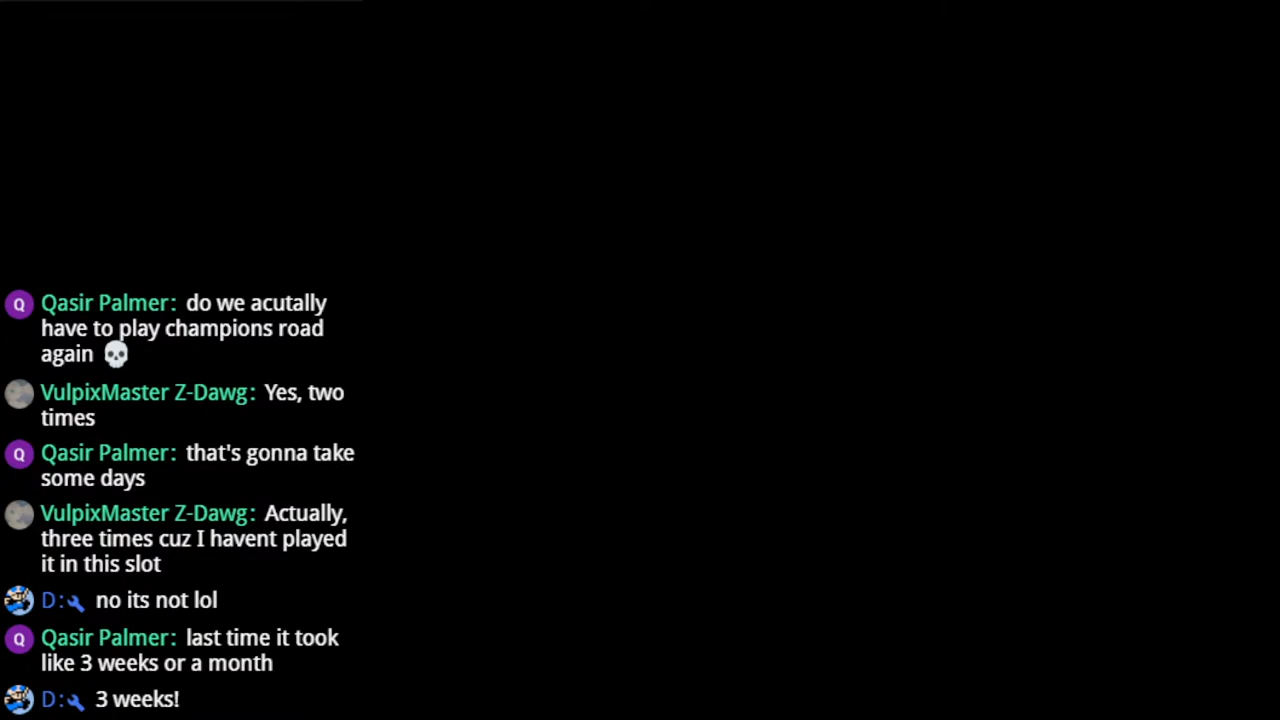 Q Qasir Palmer: do we acutally
have to play champions road
again 💀
VulpixMaster Z-Dawg: Yes, two
times
Q Qasir Palmer: that's gonna take
some days
VulpixMaster Z-Dawg: Actually,
three times cuz I havent played
it in this slot
D:🔧 no its not lol
Q Qasir Palmer: last time it took
like 3 weeks or a month
D:🔧 3 weeks!